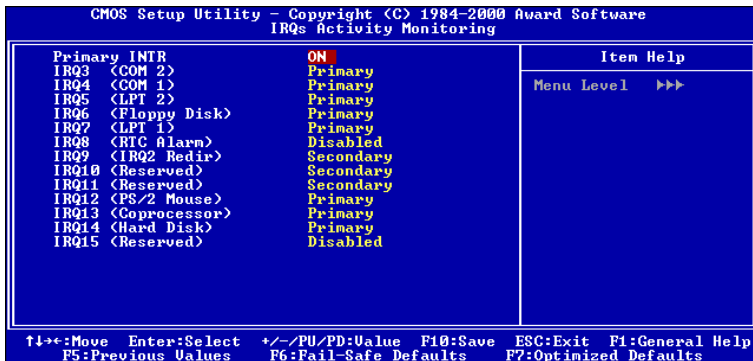 CMOS Setup Utility - Copyright (C) 1984-2000 Award Software
IRQs Activity Monitoring
Primary INTR ON
IRQ3 (COM 2) Primary
IRQ4 (COM 1) Primary
IRQ5 (LPT 2) Primary
IRQ6 (Floppy Disk) Primary
IRQ7 (LPT 1) Primary
IRQ8 (RTC Alarm) Disabled
IRQ9 (IRQ2 Redir) Secondary
IRQ10 (Reserved) Secondary
IRQ11 (Reserved) Secondary
IRQ12 (PS/2 Mouse) Primary
IRQ13 (Coprocessor) Primary
IRQ14 (Hard Disk) Primary
IRQ15 (Reserved) Disabled
Item Help
Menu Level ▸▸▸
↑↓→←:Move Enter:Select +/-/PU/PD:Value F10:Save ESC:Exit F1:General Help
F5:Previous Values F6:Fail-Safe Defaults F7:Optimized Defaults